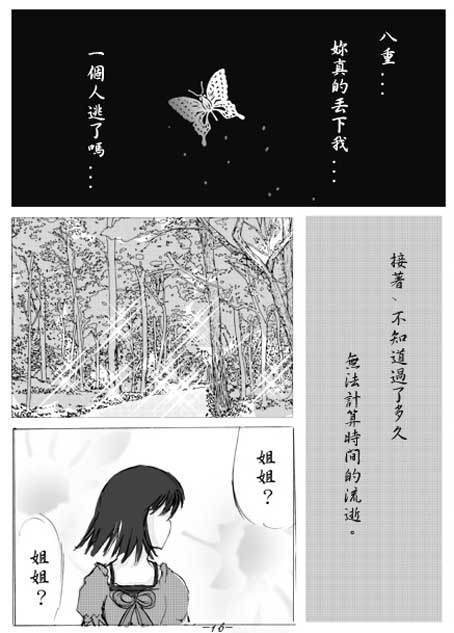 八重...
妳真的丟下我...
一個人逃了嗎...
接著、不知道過了多久
無法計算時間的流逝。
姐姐？
姐姐？
-16-